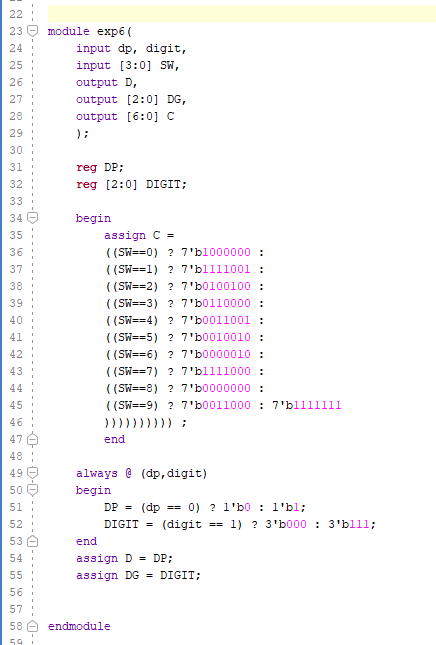 22
23 module exp6(
24 input dp, digit,
25 input [3:0] SW,
26 output D,
27 output [2:0] DG,
28 output [6:0] C
29 );
30
31 reg DP;
32 reg [2:0] DIGIT;
33
34 begin
35 assign C =
36 ((SW==0) ? 7'b1000000 :
37 ((SW==1) ? 7'b1111001 :
38 ((SW==2) ? 7'b0100100 :
39 ((SW==3) ? 7'b0110000 :
40 ((SW==4) ? 7'b0011001 :
41 ((SW==5) ? 7'b0010010 :
42 ((SW==6) ? 7'b0000010 :
43 ((SW==7) ? 7'b1111000 :
44 ((SW==8) ? 7'b0000000 :
45 ((SW==9) ? 7'b0011000 : 7'b1111111
46 )))))))))) ;
47 end
48
49 always @ (dp,digit)
50 begin
51 DP = (dp == 0) ? 1'b0 : 1'b1;
52 DIGIT = (digit == 1) ? 3'b000 : 3'b111;
53 end
54 assign D = DP;
55 assign DG = DIGIT;
56
57
58 endmodule
59